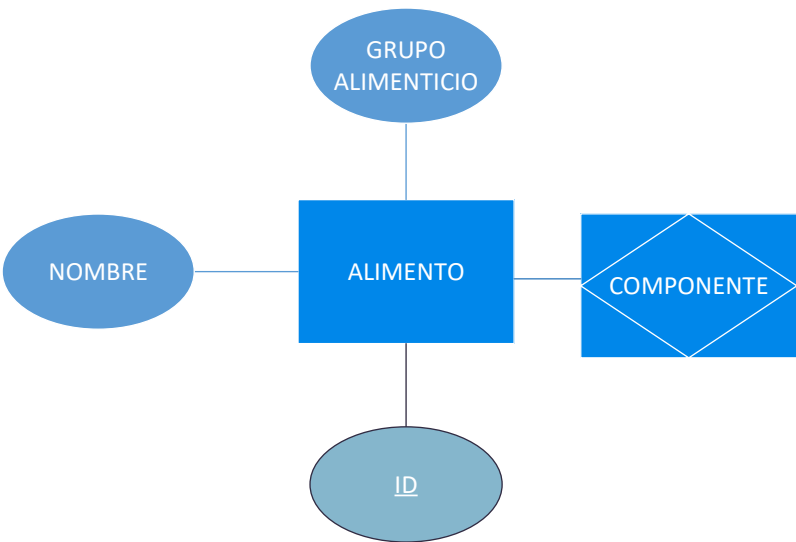 GRUPO
ALIMENTICIO
NOMBRE
ALIMENTO
COMPONENTE
ID